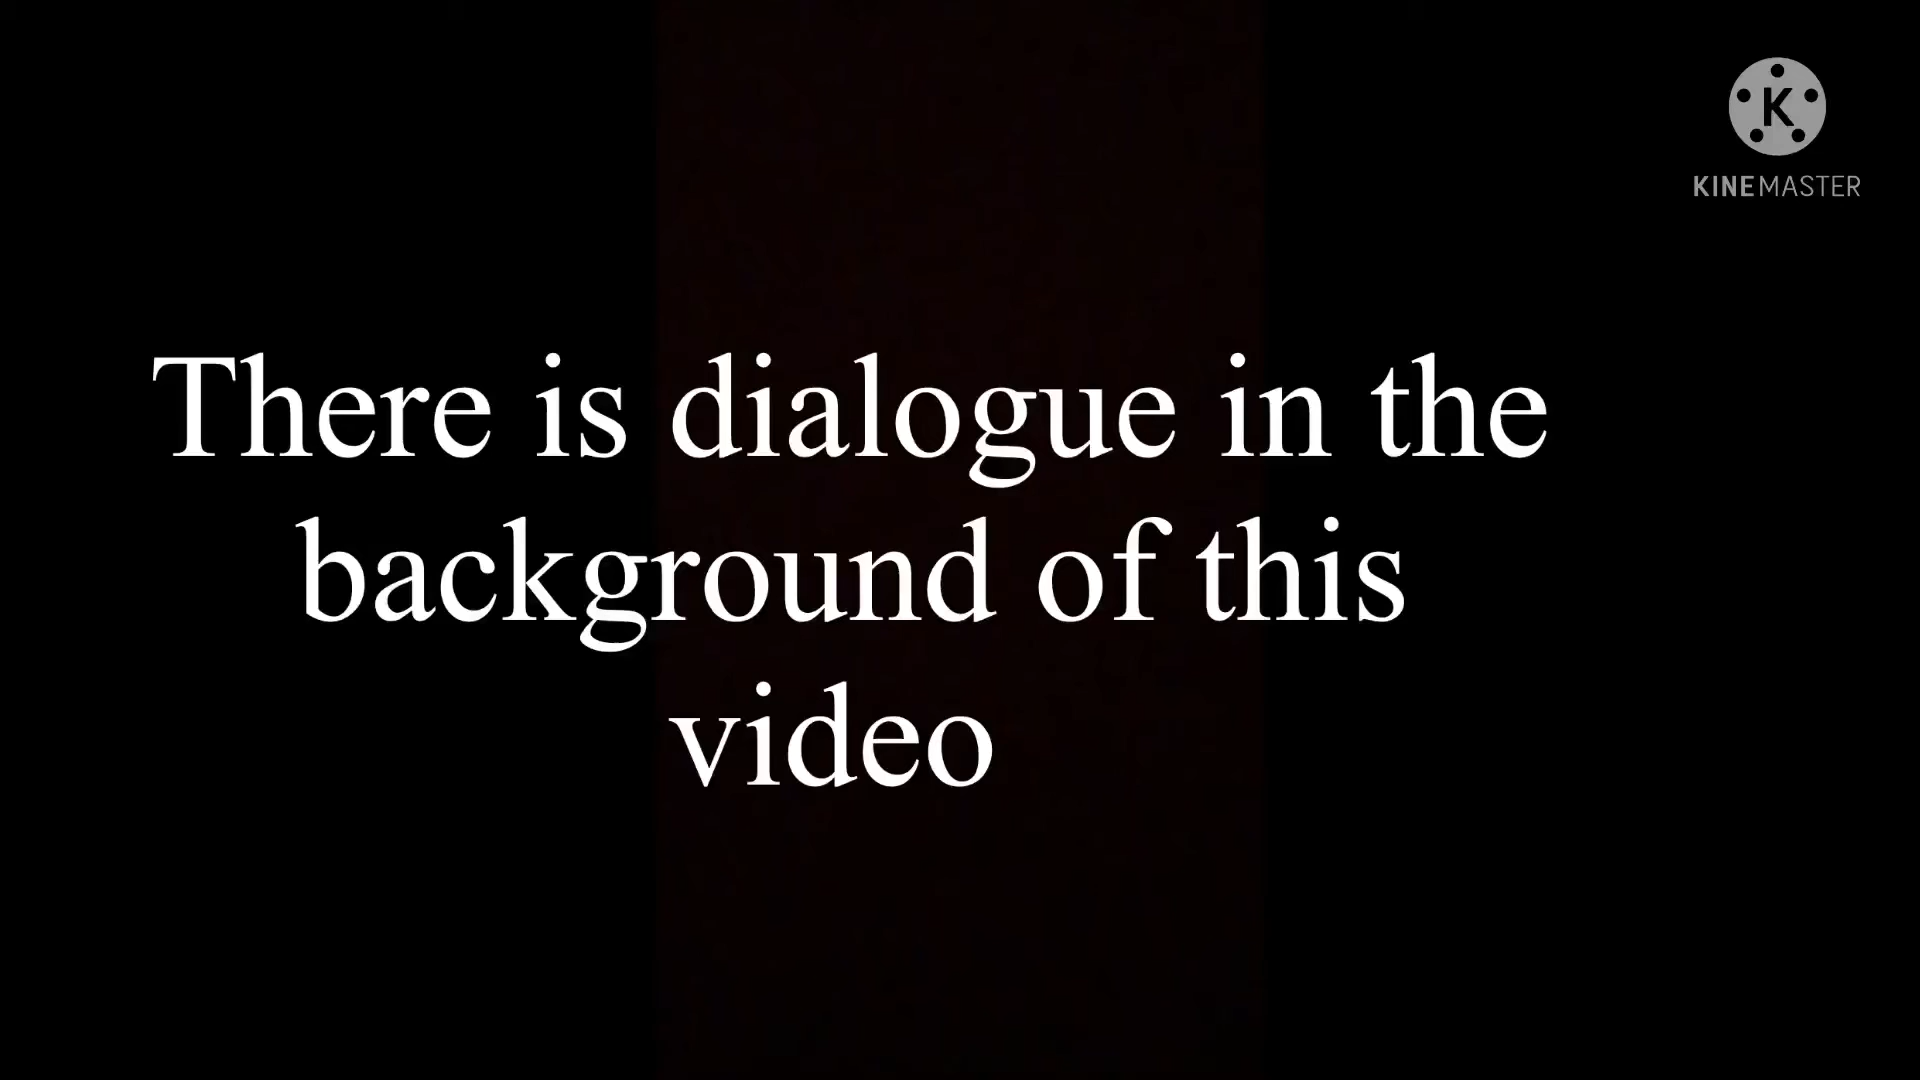 K
KINEMASTER
There is dialogue in the
background of this
video